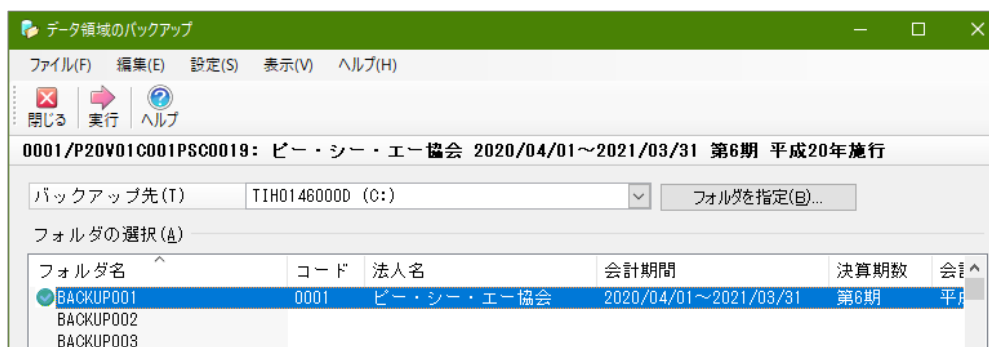 データ領域のバックアップ
ファイル(F) 編集(E) 設定(S) 表示(V) ヘルプ(H)
閉じる 実行 ヘルプ
0001/P20V01C001PSC0019: ピー・シー・エー協会 2020/04/01～2021/03/31 第6期 平成20年施行
バックアップ先(T) TIH0146000D (C:) フォルダを指定(B)...
フォルダの選択(A)
フォルダ名 コード 法人名 会計期間 決算期数 会計
BACKUP001 0001 ピー・シー・エー協会 2020/04/01～2021/03/31 第6期 平成
BACKUP002
BACKUP003